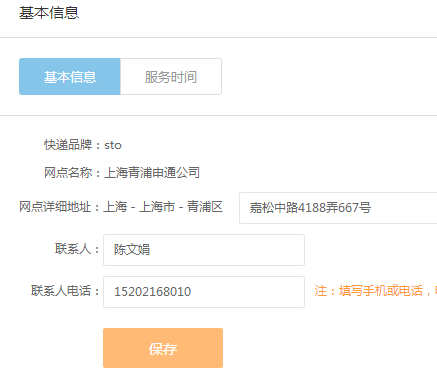 基本信息
基本信息 服务时间
快递品牌：sto
网点名称：上海青浦申通公司
网点详细地址：上海 - 上海市 - 青浦区 嘉松中路4188弄667号
联系人： 陈文娟
联系人电话： 15202168010 注：填写手机或电话，
保存